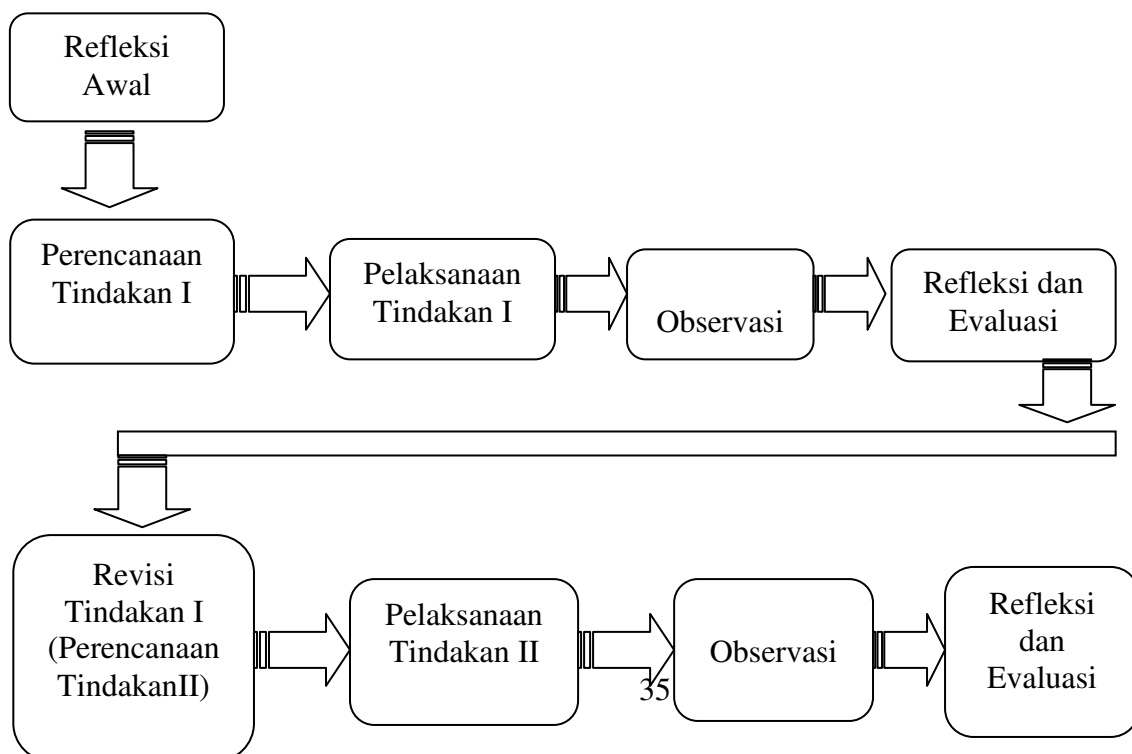 Refleksi
Awal
Perencanaan
Tindakan I
Pelaksanaan
Tindakan I
Observasi
Refleksi dan
Evaluasi
Revisi
Tindakan I
(Perencanaan
TindakanII)
Pelaksanaan
Tindakan II
Observasi
Refleksi
dan
Evaluasi
35